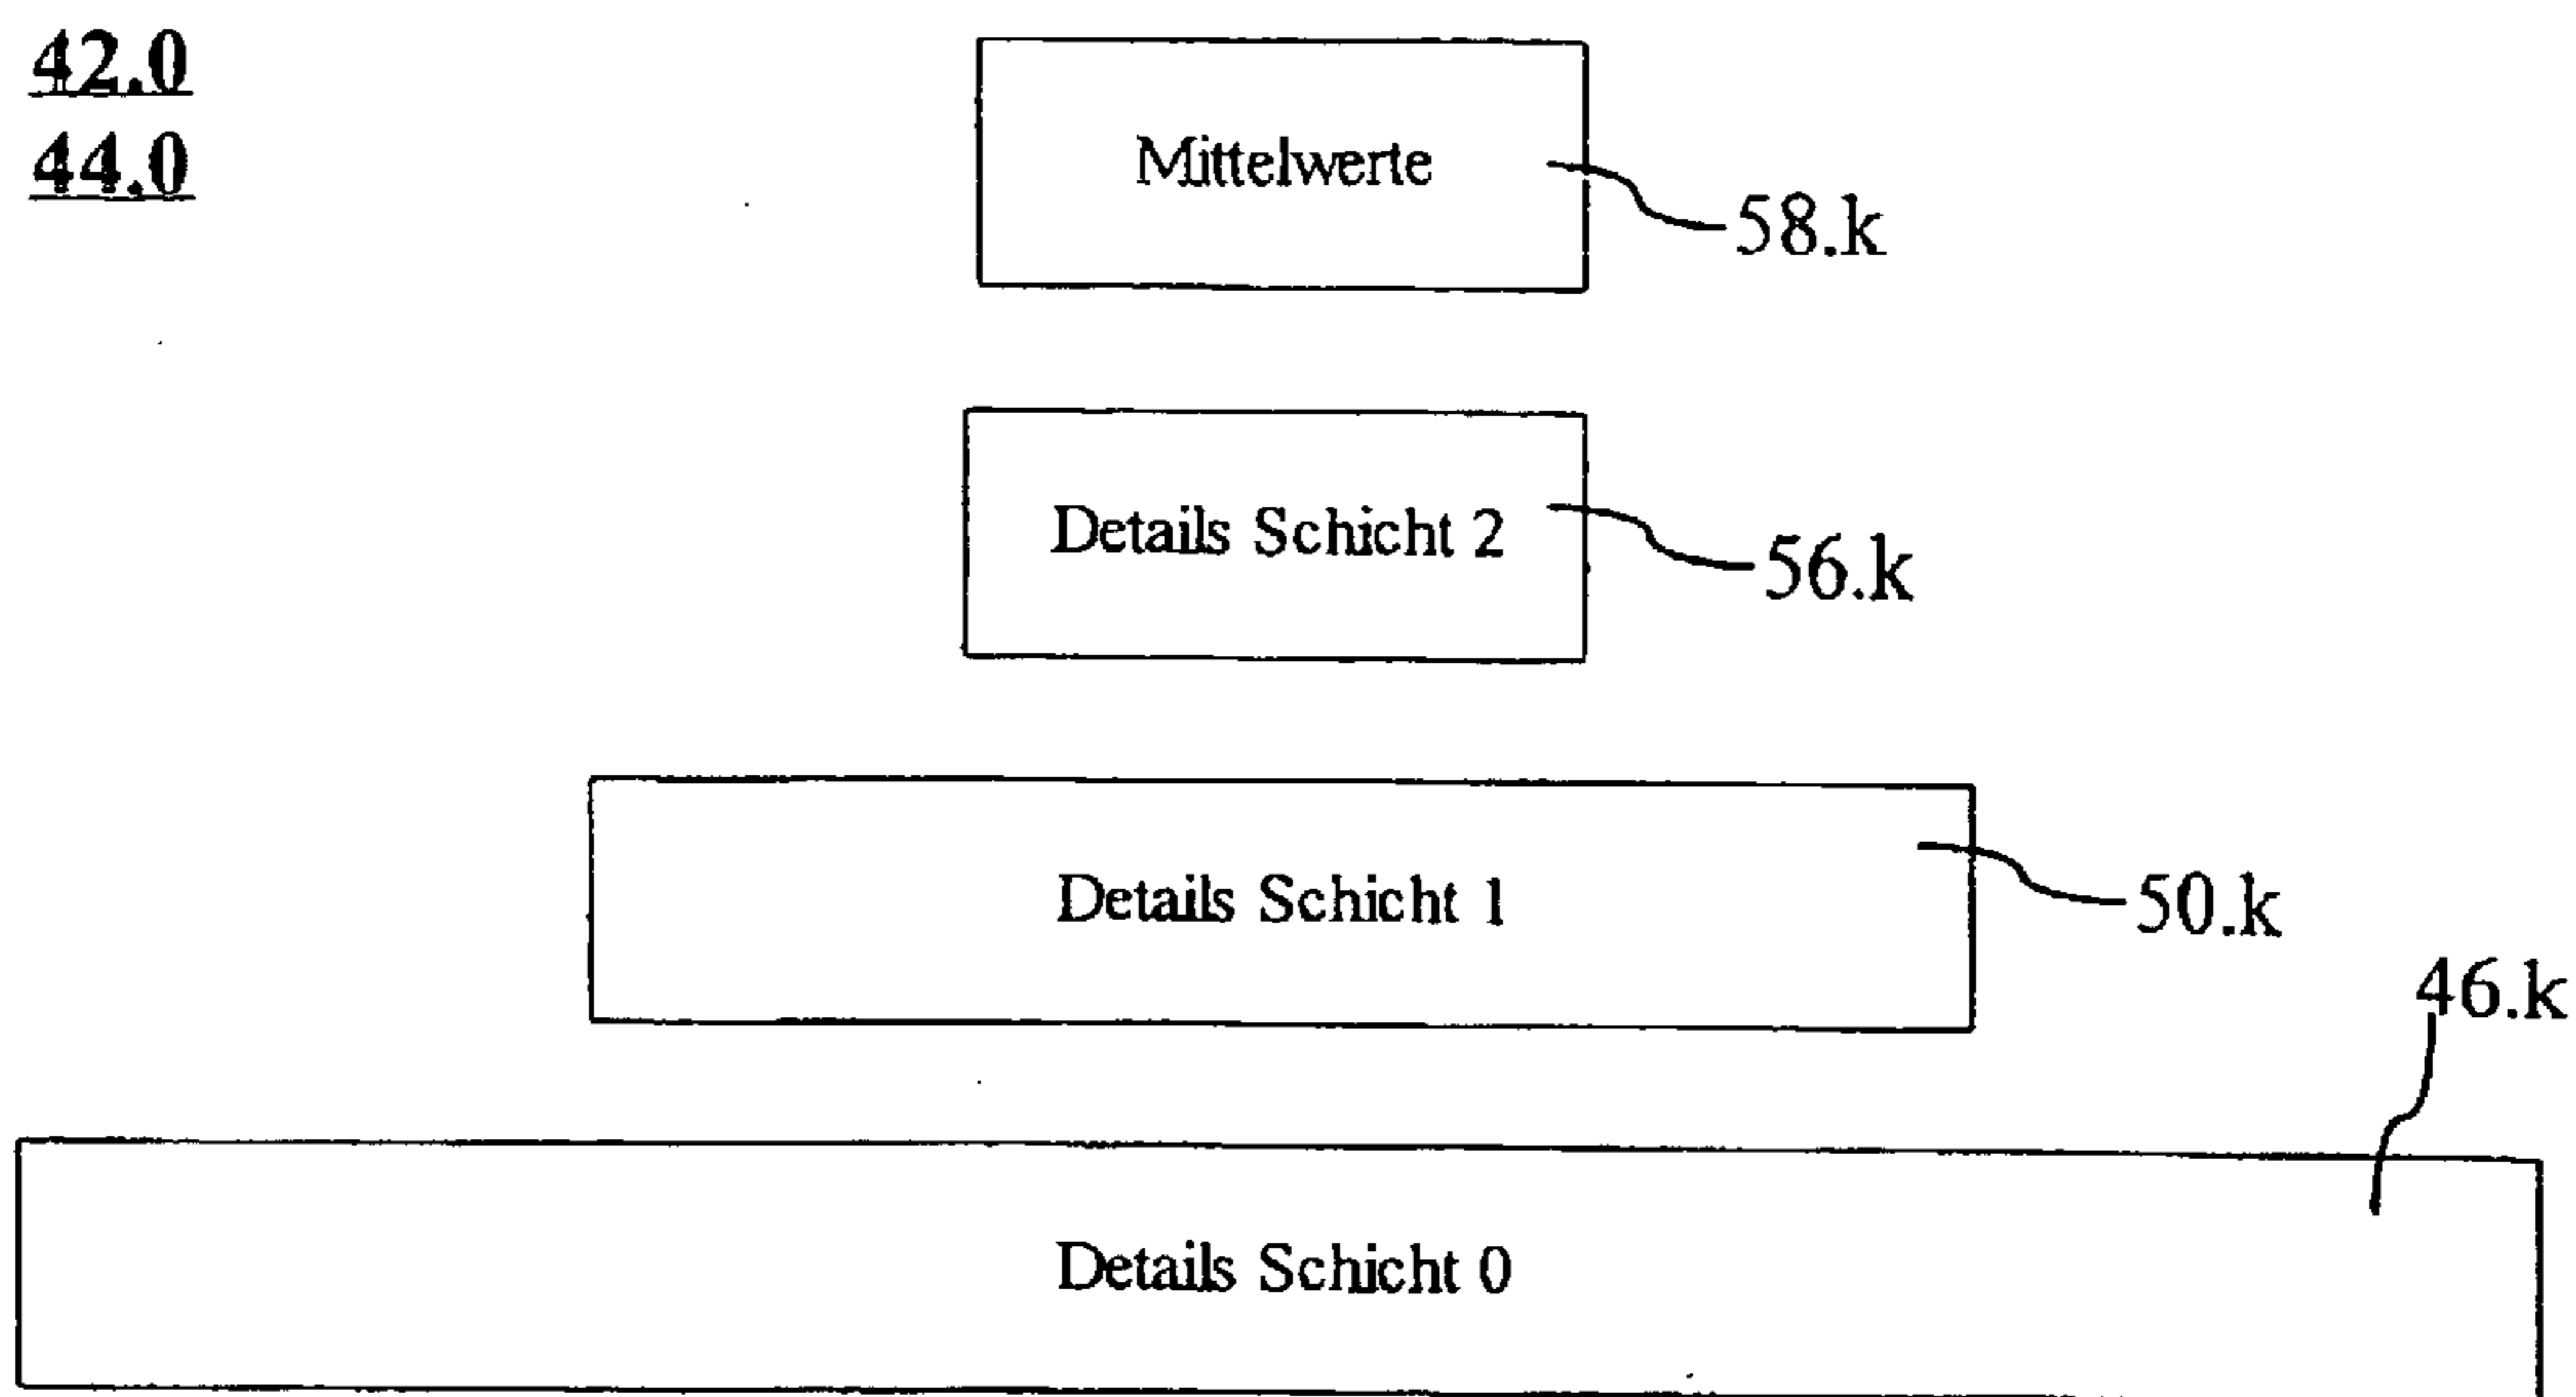 42.0
44.0
Mittelwerte
58.k
Details Schicht 2
56.k
Details Schicht 1
50.k
46.k
Details Schicht 0